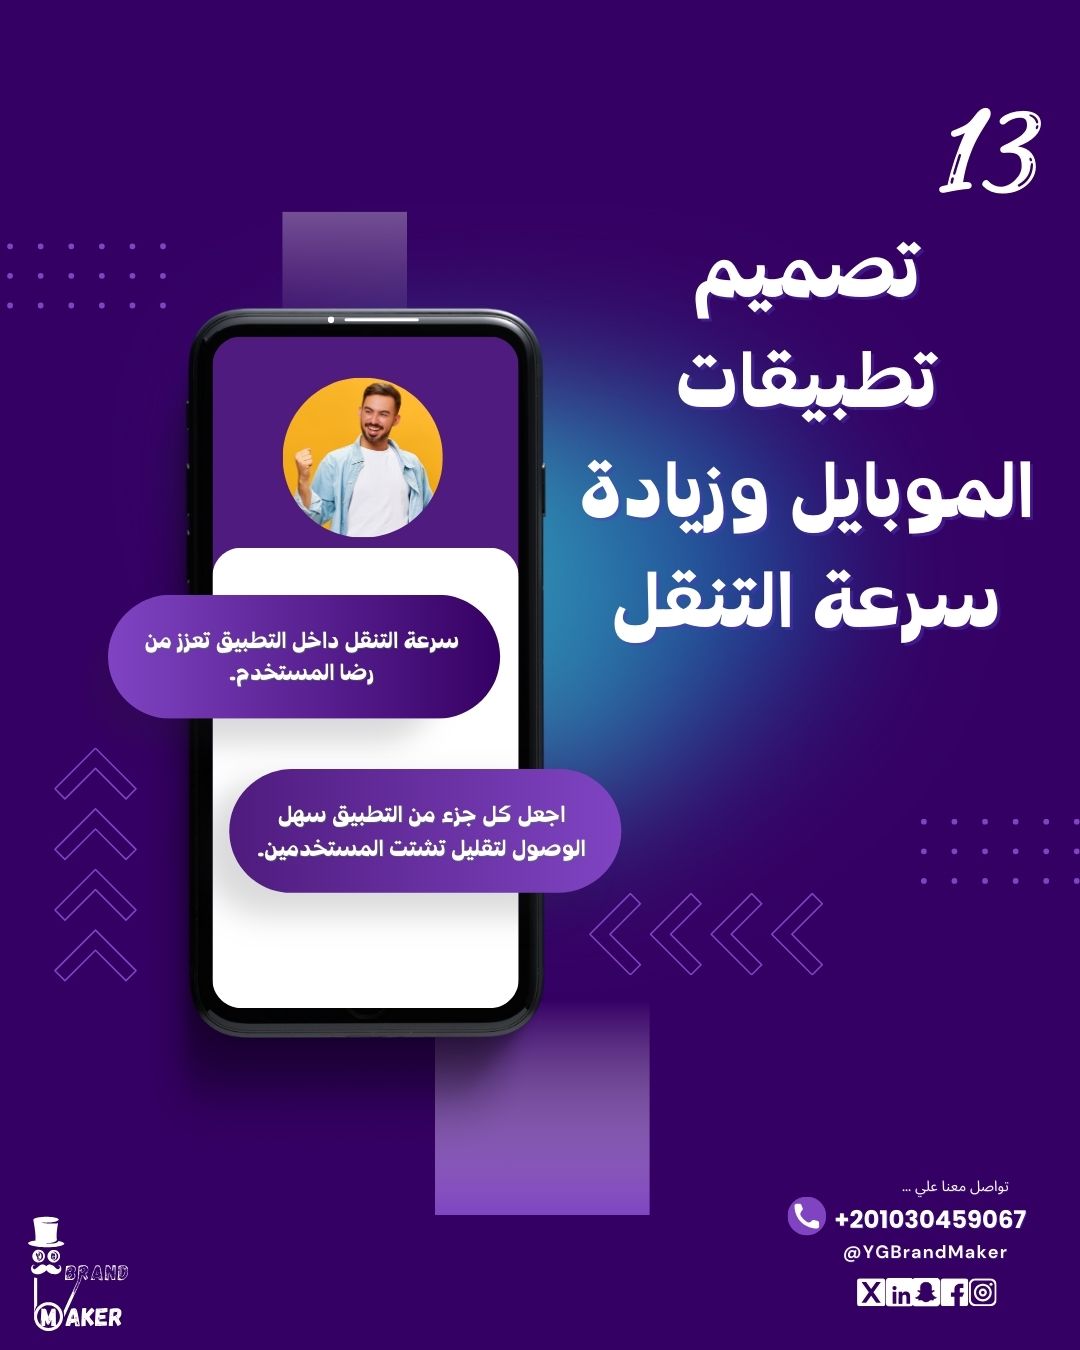 13
تصميم
تطبيقات
الموبايل وزيادة
سرعة التنقل
سرعة التنقل داخل التطبيق تعزز من
رضا المستخدم.
اجعل كل جزء من التطبيق سهل
الوصول لتقليل تشتت المستخدمين.
تواصل معنا علي ...
+201030459067
@YGBrandMaker
BRAND
MAKER